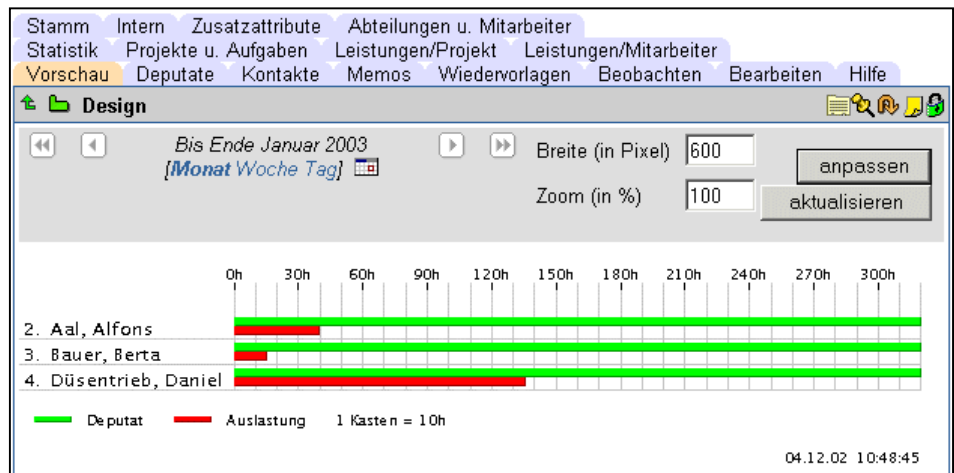 Stamm Intern Zusatzattribute Abteilungen u. Mitarbeiter
Statistik Projekte u. Aufgaben Leistungen/Projekt Leistungen/Mitarbeiter
Vorschau Deputate Kontakte Memos Wiedervorlagen Beobachten Bearbeiten Hilfe
Design
Bis Ende Januar 2003
[Monat Woche Tag]
Breite (in Pixel) 600
anpassen
Zoom (in %) 100
aktualisieren
0h 30h 60h 90h 120h 150h 180h 210h 240h 270h 300h
2. Aal, Alfons
3. Bauer, Berta
4. Düsentrieb, Daniel
Deputat Auslastung 1 Kasten = 10h
04.12.02 10:48:45